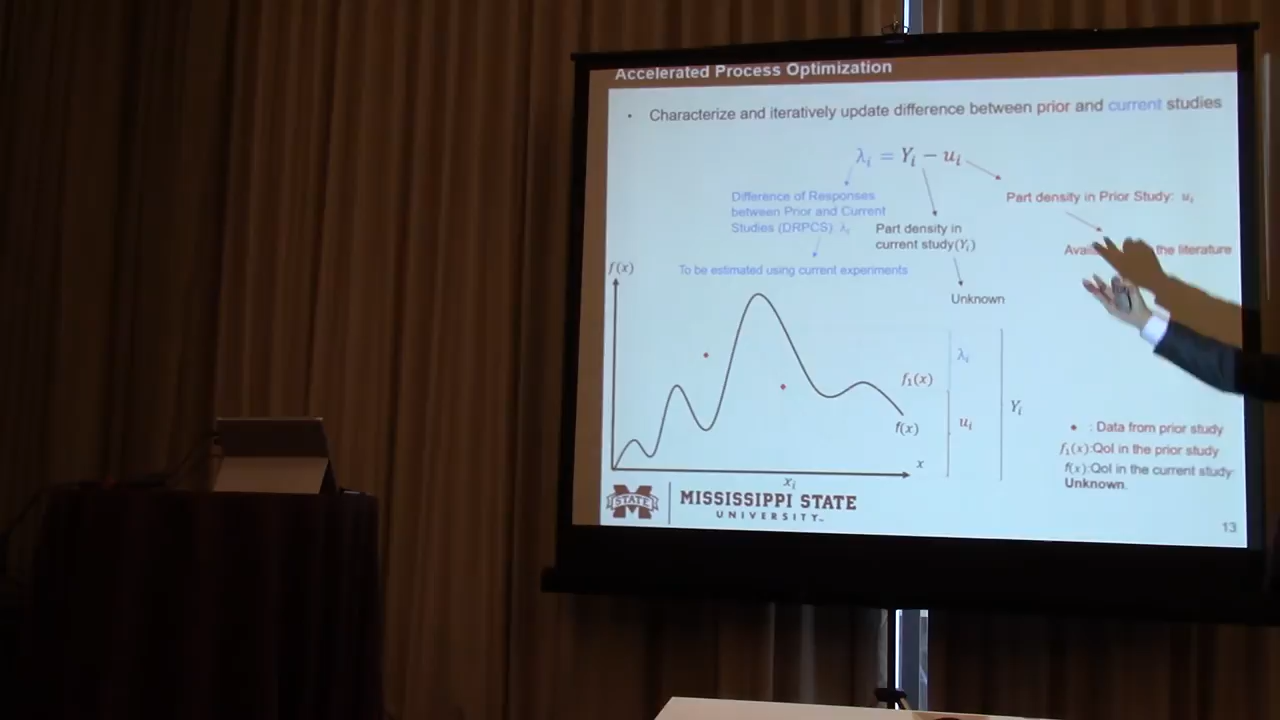 Accelerated Process Optimization
• Characterize and iteratively update difference between prior and current studies
λᵢ = Yᵢ − uᵢ
Difference of Responses
between Prior and Current
Studies (DRPCS) λᵢ
Part density in Prior Study: uᵢ
Part density in
current study(Yᵢ)
the literature
To be estimated using current experiments
Unknown
f(x)
λᵢ
f₁(x)
uᵢ
Yᵢ
f(x)
x
xᵢ
: Data from prior study
f₁(x):QoI in the prior study
f(x):QoI in the current study:
Unknown.
STATE
MISSISSIPPI STATE
UNIVERSITY™
13